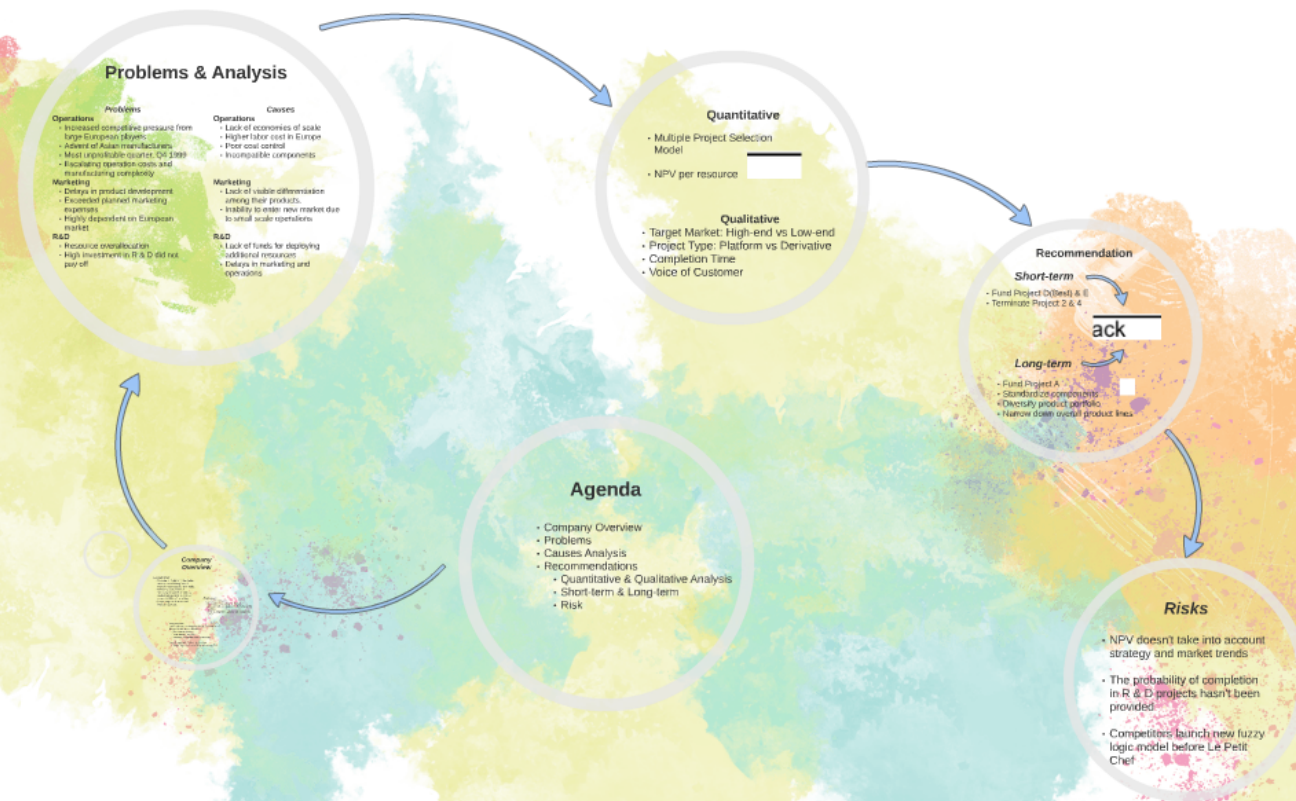 Problems & Analysis
Problems
Operations
- Increased competitive pressure from
large European players
- Advent of Asian manufacturers
- Most unprofitable quarter, Q4 1999
- Escalating operation costs and
manufacturing complexity
Marketing
- Delays in product development
- Exceeded planned marketing
expenses
- Highly dependent on European
market
R&D
- Resource overallocation
- High investment in R & D did not
pay off
Causes
Operations
- Lack of economies of scale
- Higher labor cost in Europe
- Poor cost control
- Incompatible components
Marketing
- Lack of visible differentiation
among their products.
- Inability to enter new market due
to small scale operations
R&D
- Lack of funds for deploying
additional resources
- Delays in marketing and
operations
Quantitative
- Multiple Project Selection
Model
- NPV per resource
Qualitative
- Target Market: High-end vs Low-end
- Project Type: Platform vs Derivative
- Completion Time
- Voice of Customer
Recommendation
Short-term
- Fund Project D(Best) & E
- Terminate Project 2 & 4
ack
Long-term
- Fund Project A
- Standardize components
- Diversify product portfolio
- Narrow down overall product lines
Agenda
- Company Overview
- Problems
- Causes Analysis
- Recommendations
- Quantitative & Qualitative Analysis
- Short-term & Long-term
- Risk
Company
Overview
Risks
- NPV doesn't take into account
strategy and market trends
- The probability of completion
in R & D projects hasn't been
provided
- Competitors launch new fuzzy
logic model before Le Petit
Chef